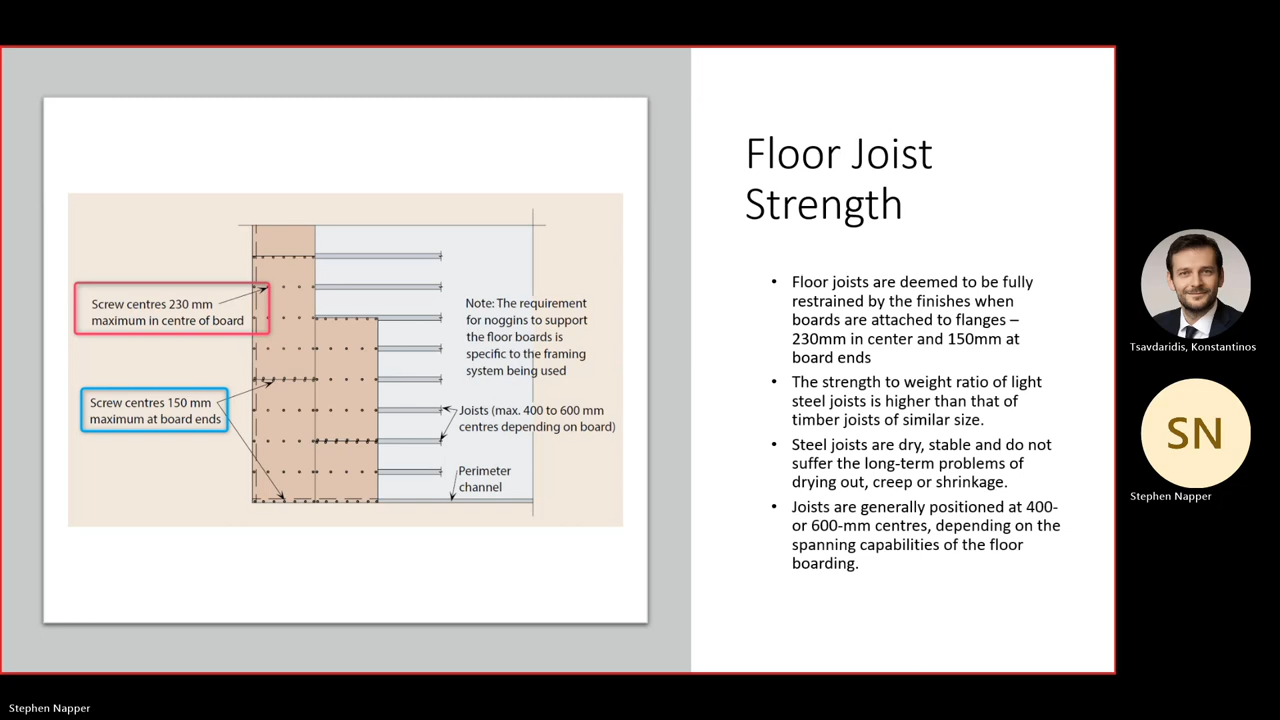 Screw centres 230 mm
maximum in centre of board
Screw centres 150 mm
maximum at board ends
Note: The requirement
for noggins to support
the floor boards is
specific to the framing
system being used
Joists (max. 400 to 600 mm
centres depending on board)
Perimeter
channel
Floor Joist
Strength
• Floor joists are deemed to be fully
restrained by the finishes when
boards are attached to flanges –
230mm in center and 150mm at
board ends
• The strength to weight ratio of light
steel joists is higher than that of
timber joists of similar size.
• Steel joists are dry, stable and do not
suffer the long-term problems of
drying out, creep or shrinkage.
• Joists are generally positioned at 400-
or 600-mm centres, depending on the
spanning capabilities of the floor
boarding.
Tsavdaridis, Konstantinos
SN
Stephen Napper
Stephen Napper